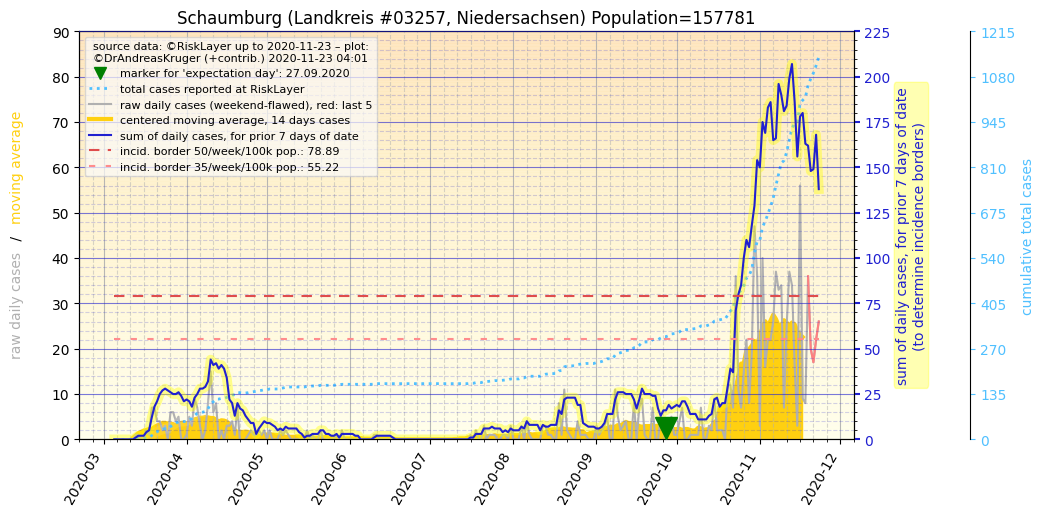 Schaumburg (Landkreis #03257, Niedersachsen) Population=157781
source data: ©RiskLayer up to 2020-11-23 – plot:
©DrAndreasKruger (+contrib.) 2020-11-23 04:01
marker for 'expectation day': 27.09.2020
total cases reported at RiskLayer
raw daily cases (weekend-flawed), red: last 5
centered moving average, 14 days cases
sum of daily cases, for prior 7 days of date
incid. border 50/week/100k pop.: 78.89
incid. border 35/week/100k pop.: 55.22
raw daily cases / moving average
90
80
70
60
50
40
30
20
10
0
2020-03
2020-04
2020-05
2020-06
2020-07
2020-08
2020-09
2020-10
2020-11
2020-12
225
200
175
150
125
100
75
50
25
0
sum of daily cases, for prior 7 days of date
(to determine incidence borders)
1215
1080
945
810
675
540
405
270
135
0
cumulative total cases